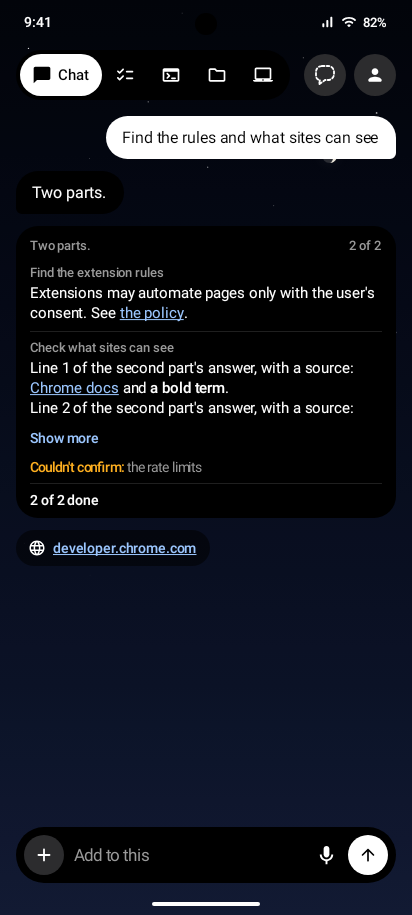 9:41
82%
Chat
Find the rules and what sites can see
Two parts.
Two parts.
2 of 2
Find the extension rules
Extensions may automate pages only with the user's
consent. See the policy.
Check what sites can see
Line 1 of the second part's answer, with a source:
Chrome docs and a bold term.
Line 2 of the second part's answer, with a source:
Show more
Couldn't confirm: the rate limits
2 of 2 done
developer.chrome.com
Add to this